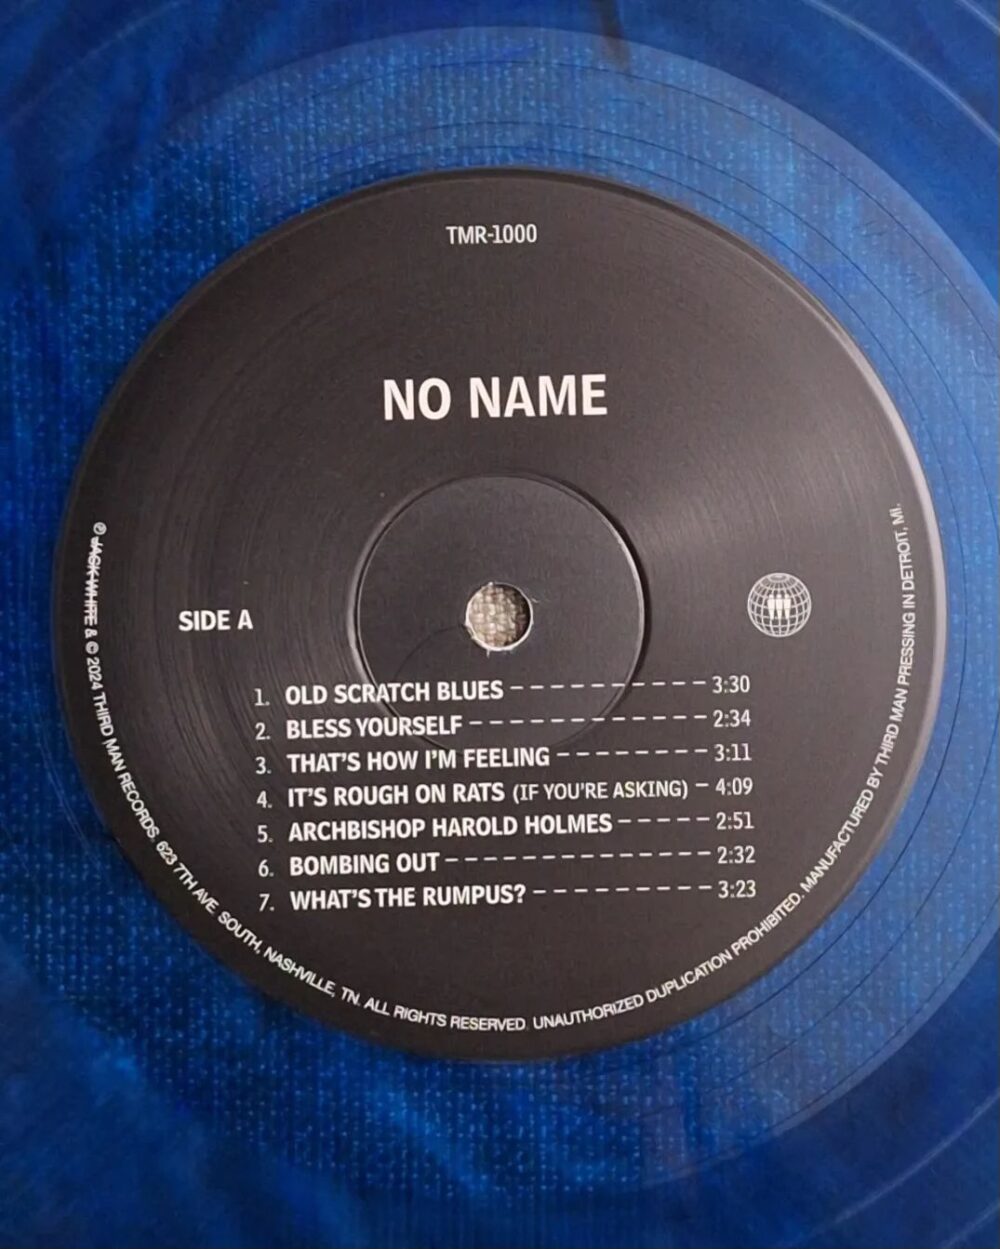 TMR-1000
NO NAME
SIDE A
1. OLD SCRATCH BLUES ---------- 3:30
2. BLESS YOURSELF ------------ 2:34
3. THAT'S HOW I'M FEELING -------- 3:11
4. IT'S ROUGH ON RATS (IF YOU'RE ASKING) - 4:09
5. ARCHBISHOP HAROLD HOLMES ----- 2:51
6. BOMBING OUT -------------- 2:32
7. WHAT'S THE RUMPUS? --------- 3:23
℗ JACK WHITE & © 2024 THIRD MAN RECORDS. 623 7TH AVE. SOUTH, NASHVILLE, TN. ALL RIGHTS RESERVED. UNAUTHORIZED DUPLICATION PROHIBITED. MANUFACTURED BY THIRD MAN PRESSING IN DETROIT, MI.